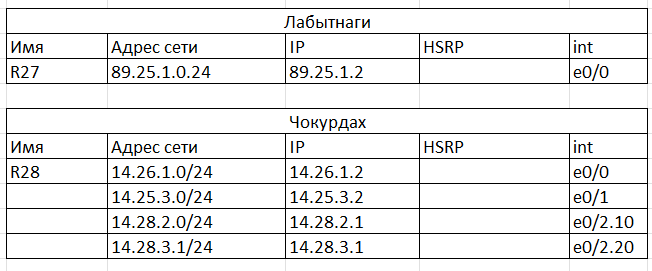 Лабытнаги
Имя Адрес сети IP HSRP int
R27 89.25.1.0.24 89.25.1.2 e0/0
Чокурдах
Имя Адрес сети IP HSRP int
R28 14.26.1.0/24 14.26.1.2 e0/0
14.25.3.0/24 14.25.3.2 e0/1
14.28.2.0/24 14.28.2.1 e0/2.10
14.28.3.1/24 14.28.3.1 e0/2.20